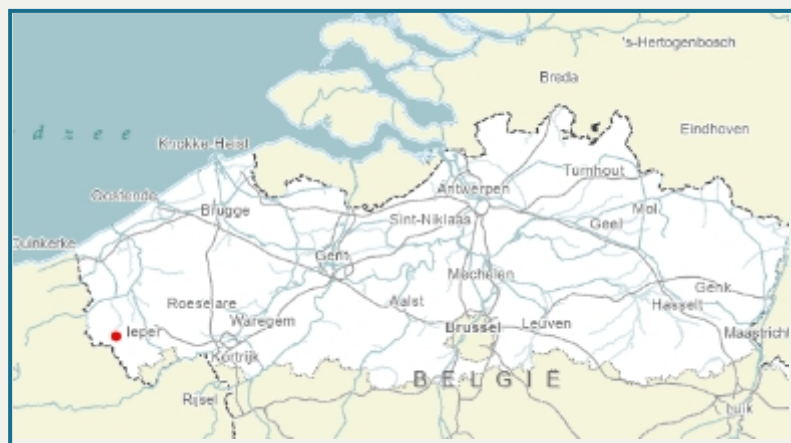 's-Hertogenbosch
Breda
d z e e
Eindhoven
Knokke-Heist
Turnhout
Antwerpen
Oostende
Mol
Brugge
Sint-Niklaas
Geel
Duinkerke
Gent
Mechelen
Genk
Roeselare
Aalst
Hasselt
Waregem
Brussel
Leuven
Ieper
Maastricht
Kortrijk
BELGIË
Rijsel
Luik